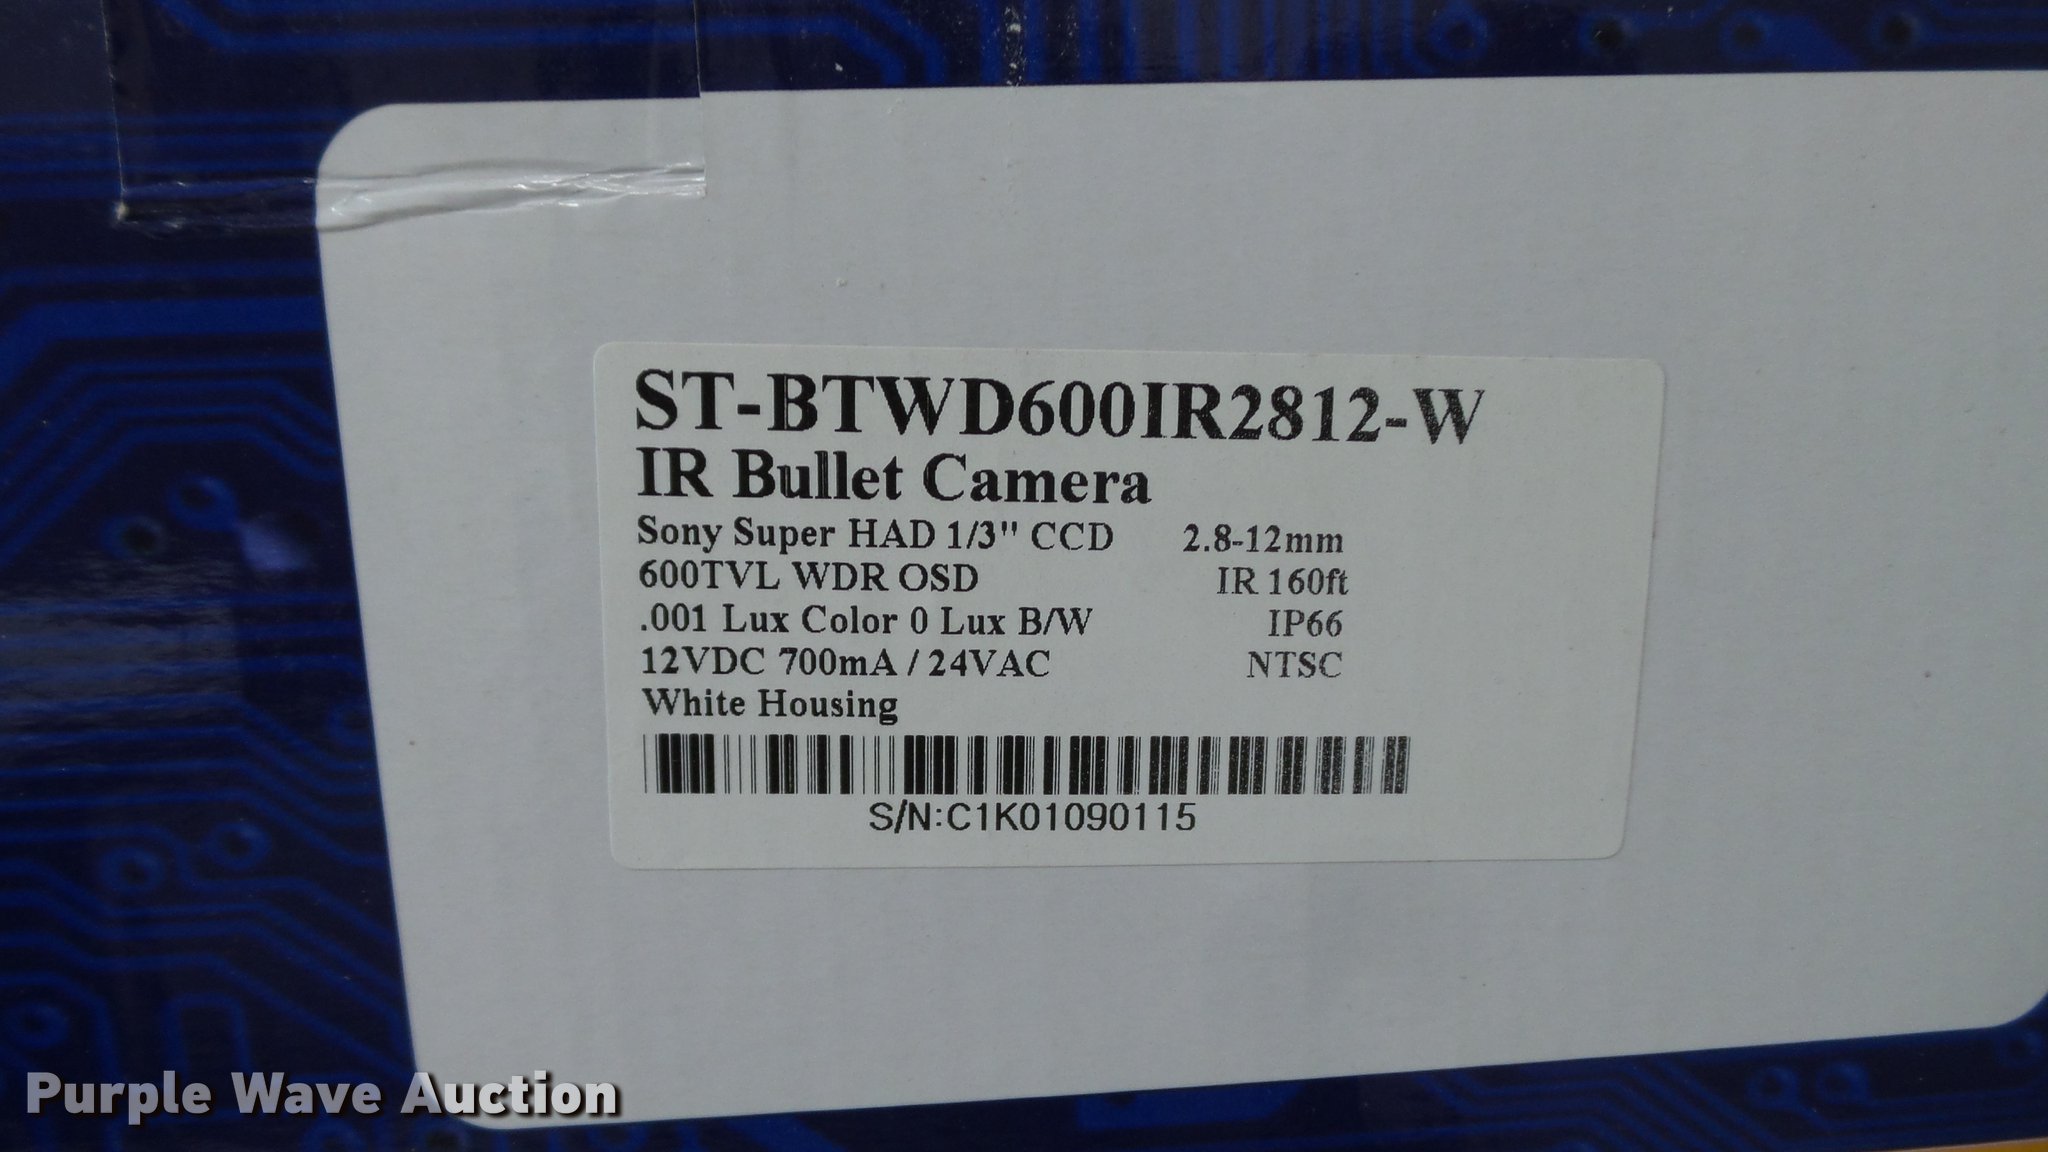 ST-BTWD600IR2812-W
IR Bullet Camera
Sony Super HAD 1/3" CCD 2.8-12mm
600TVL WDR OSD IR 160ft
.001 Lux Color 0 Lux B/W IP66
12VDC 700mA / 24VAC NTSC
White Housing
S/N:C1K01090115
Purple Wave Auction